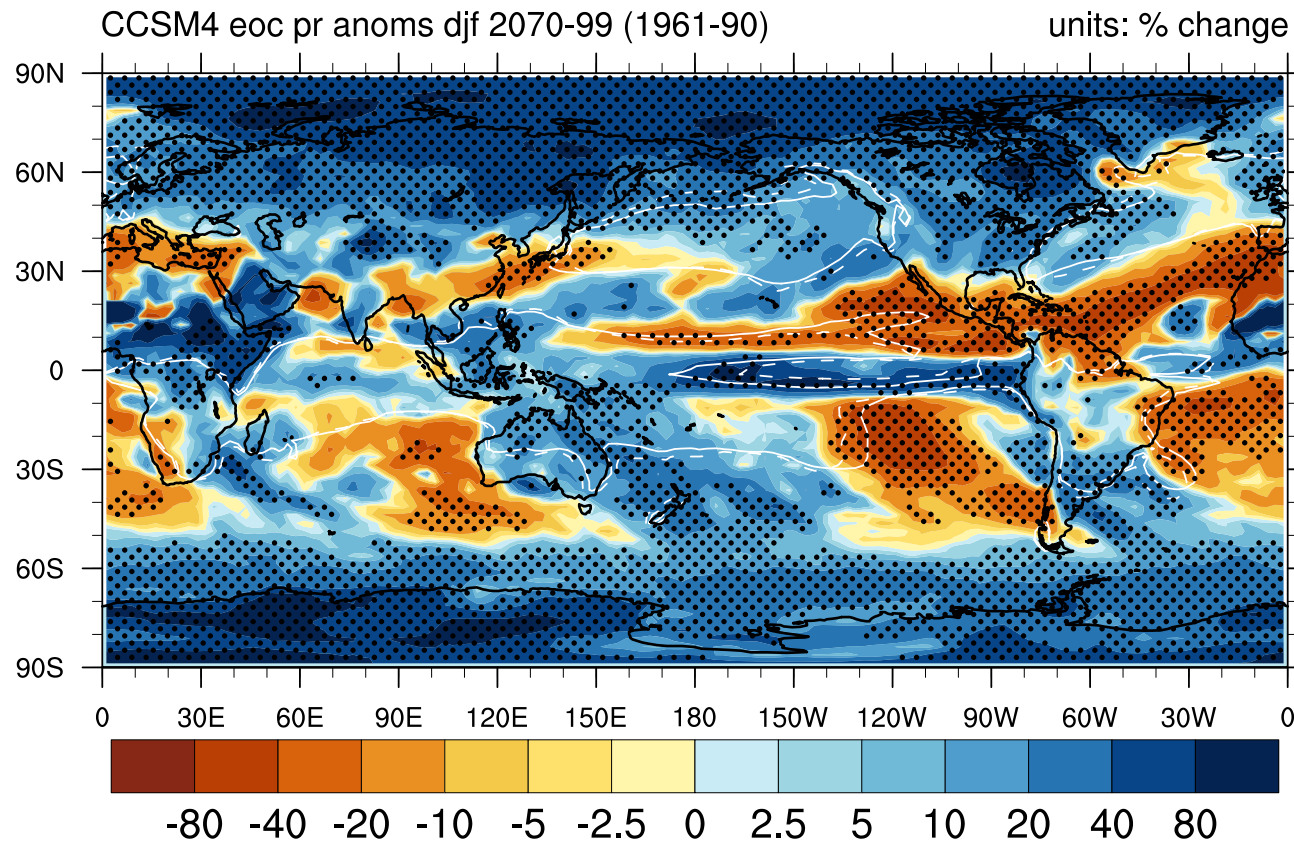 CCSM4 eoc pr anoms djf 2070-99 (1961-90) units: % change
90N
60N
30N
0
30S
60S
90S
0 30E 60E 90E 120E 150E 180 150W 120W 90W 60W 30W 0
-80 -40 -20 -10 -5 -2.5 0 2.5 5 10 20 40 80